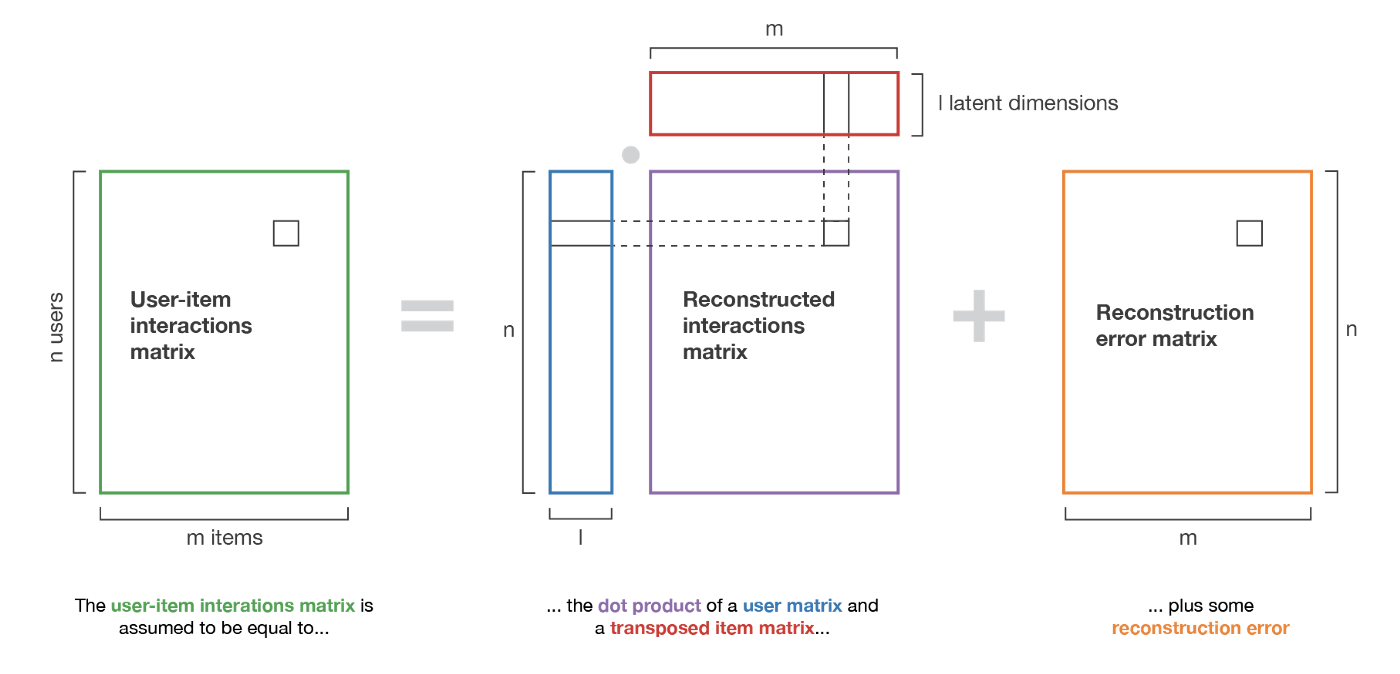 m
l latent dimensions
n users
User-item
interactions
matrix
m items
n
l
Reconstructed
interactions
matrix
Reconstruction
error matrix
n
m
The user-item interations matrix is
assumed to be equal to...
... the dot product of a user matrix and
a transposed item matrix...
... plus some
reconstruction error